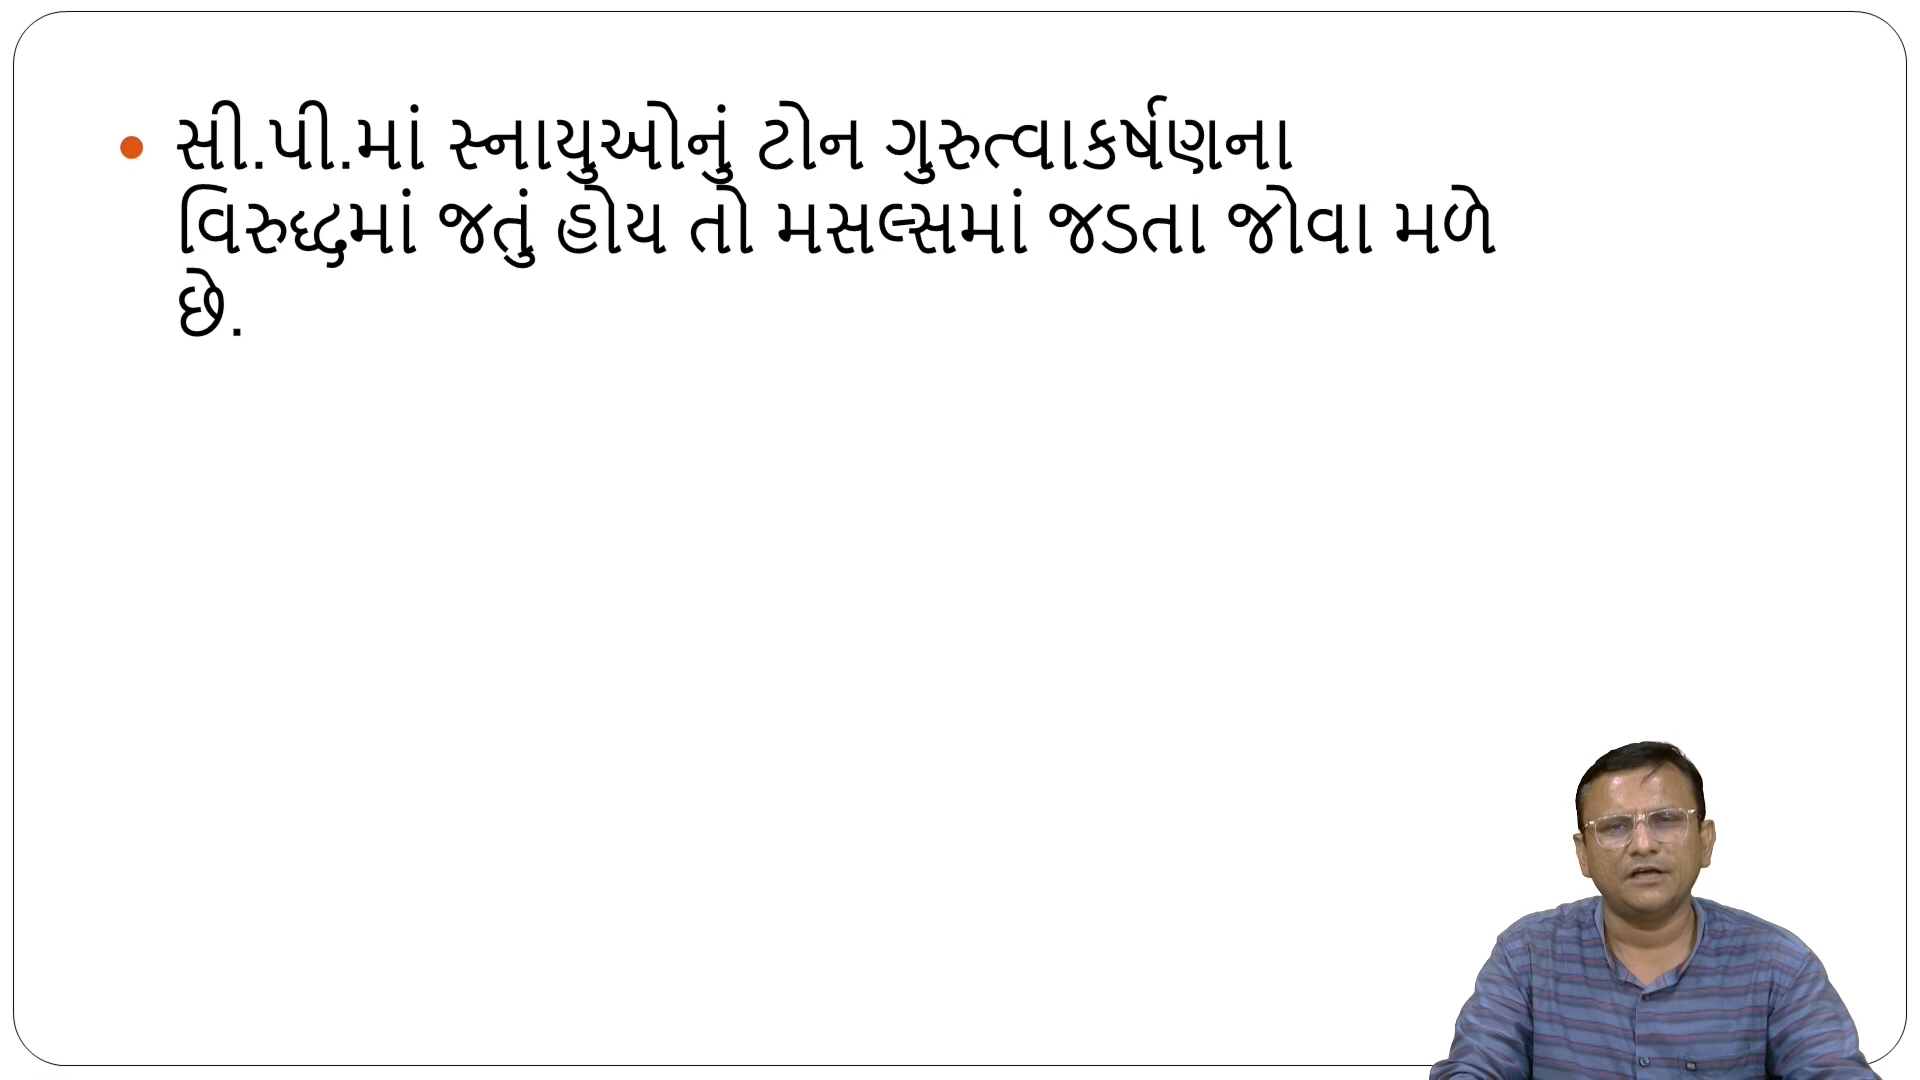 • સી.પી.માં સ્નાયુઓનું ટોન ગુરુત્વાકર્ષણના
વિરુદ્ધમાં જતું હોય તો મસલ્સમાં જડતા જોવા મળે
છે.